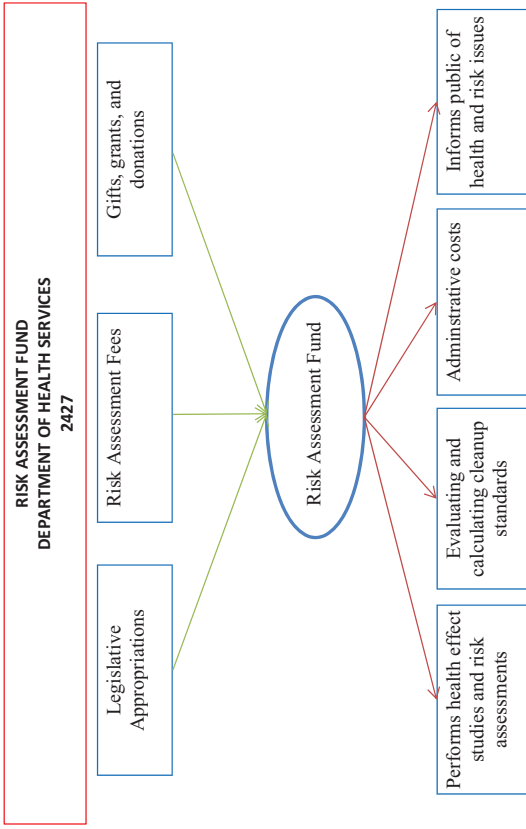 RISK ASSESSMENT FUND
DEPARTMENT OF HEALTH SERVICES
2427
Legislative
Appropriations
Risk Assessment Fees
Gifts, grants, and
donations
Risk Assessment Fund
Performs health effect
studies and risk
assessments
Evaluating and
calculating cleanup
standards
Adminstrative costs
Informs public of
health and risk issues